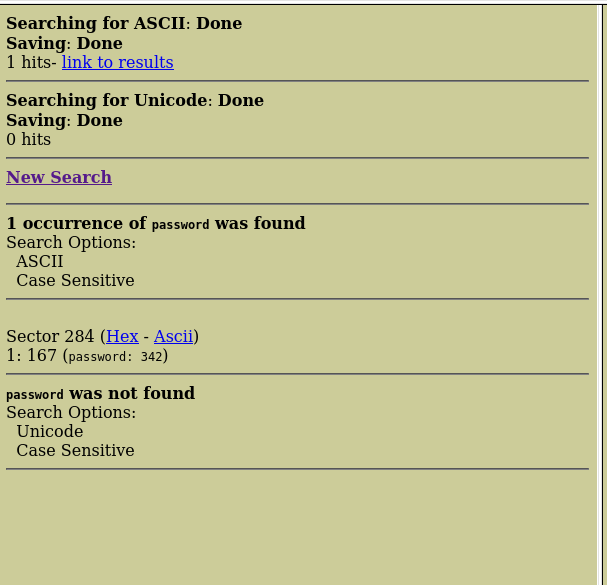 Searching for ASCII: Done
Saving: Done
1 hits- link to results
Searching for Unicode: Done
Saving: Done
0 hits
New Search
1 occurrence of password was found
Search Options:
ASCII
Case Sensitive
Sector 284 (Hex - Ascii)
1: 167 (password: 342)
password was not found
Search Options:
Unicode
Case Sensitive